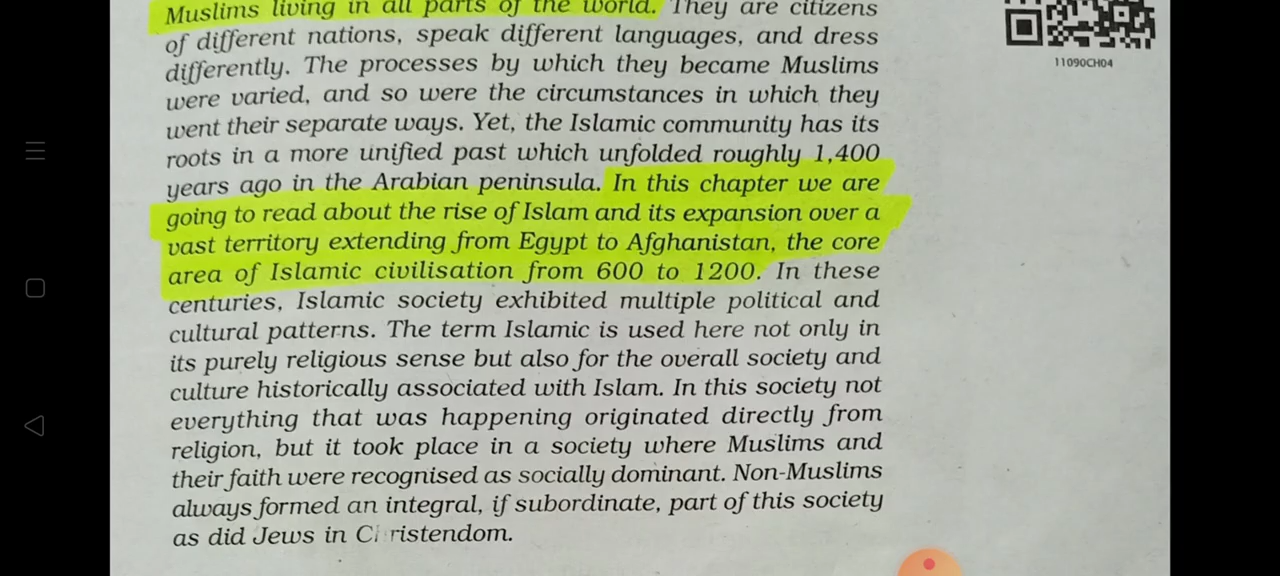 Muslims living in all parts of the world. They are citizens
of different nations, speak different languages, and dress
differently. The processes by which they became Muslims
were varied, and so were the circumstances in which they
went their separate ways. Yet, the Islamic community has its
roots in a more unified past which unfolded roughly 1,400
years ago in the Arabian peninsula. In this chapter we are
going to read about the rise of Islam and its expansion over a
vast territory extending from Egypt to Afghanistan, the core
area of Islamic civilisation from 600 to 1200. In these
centuries, Islamic society exhibited multiple political and
cultural patterns. The term Islamic is used here not only in
its purely religious sense but also for the overall society and
culture historically associated with Islam. In this society not
everything that was happening originated directly from
religion, but it took place in a society where Muslims and
their faith were recognised as socially dominant. Non-Muslims
always formed an integral, if subordinate, part of this society
as did Jews in Christendom.
11090CH04